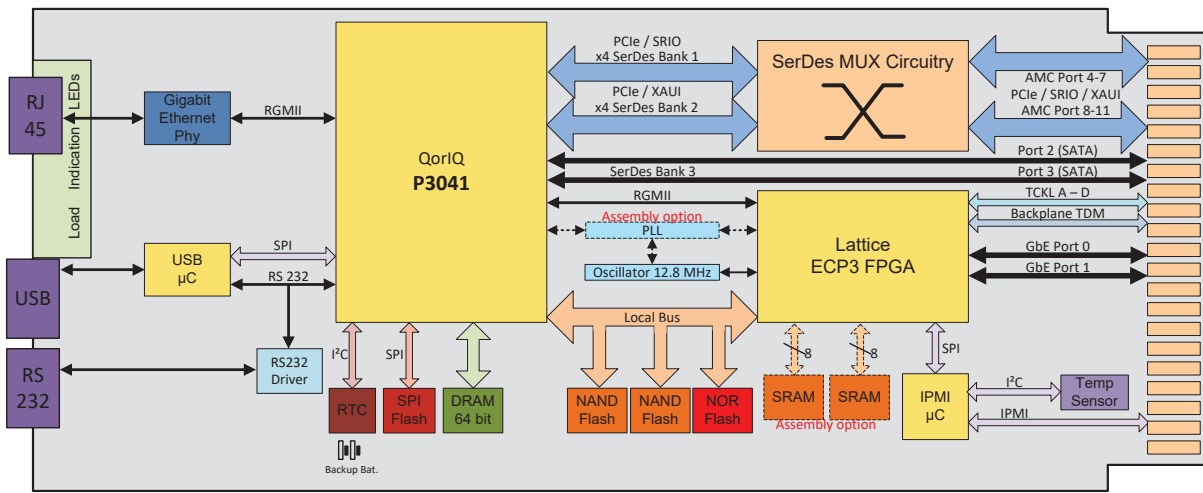 PCIe / SRIO
x4 SerDes Bank 1
SerDes MUX Circuitry
AMC Port 4-7
PCIe / SRIO / XAUI
AMC Port 8-11
PCIe / XAUI
x4 SerDes Bank 2
RJ
45
Load Indication LEDs
Gigabit
Ethernet
Phy
RGMII
QorIQ
P3041
Port 2 (SATA)
SerDes Bank 3
Port 3 (SATA)
RGMII
TCKL A – D
Assembly option
PLL
Backplane TDM
Lattice
ECP3 FPGA
GbE Port 0
GbE Port 1
Oscillator 12.8 MHz
USB
USB
µC
SPI
RS 232
Local Bus
RS
232
RS232
Driver
I²C
SPI
8
8
SPI
RTC
SPI
Flash
DRAM
64 bit
NAND
Flash
NAND
Flash
NOR
Flash
SRAM
SRAM
Assembly option
IPMI
µC
I²C
Temp
Sensor
IPMI
Backup Bat.